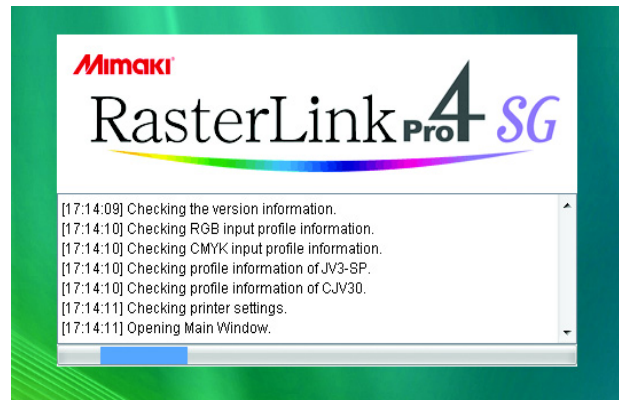 Mimaki
RasterLink Pro4 SG
[17:14:09] Checking the version information.
[17:14:10] Checking RGB input profile information.
[17:14:10] Checking CMYK input profile information.
[17:14:10] Checking profile information of JV3-SP.
[17:14:10] Checking profile information of CJV30.
[17:14:11] Checking printer settings.
[17:14:11] Opening Main Window.